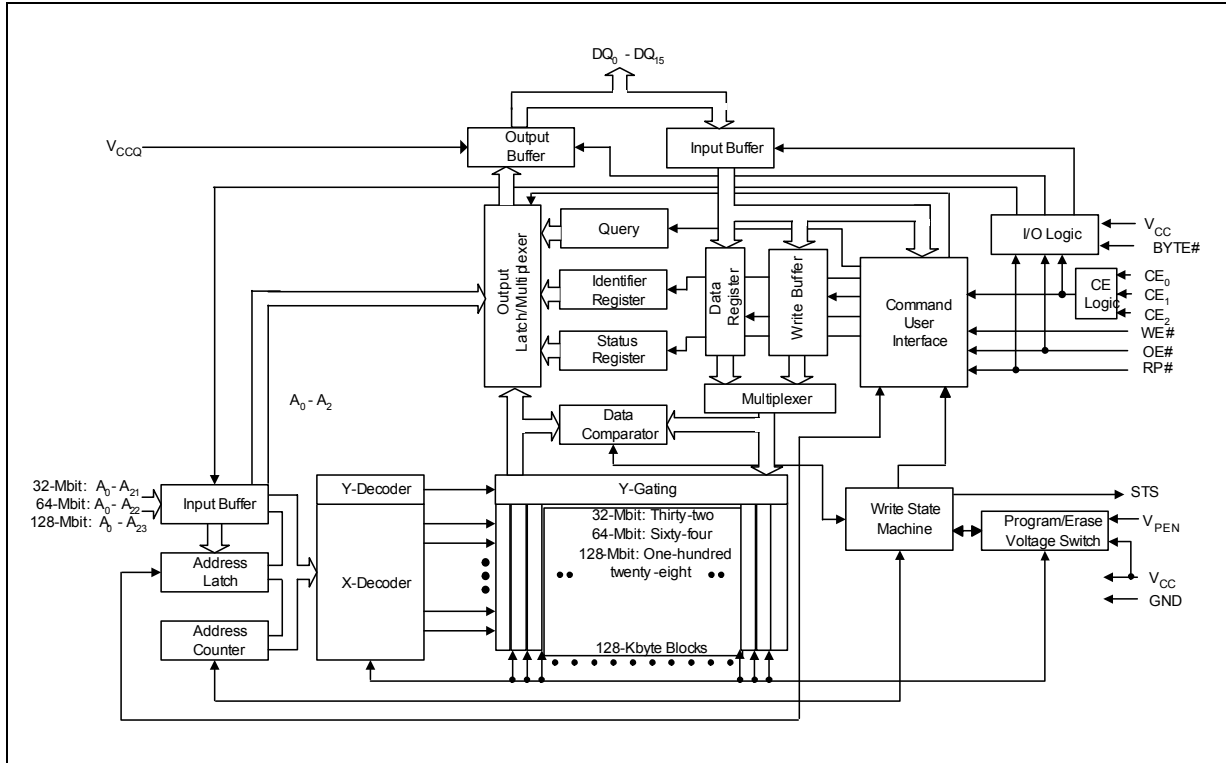 DQ0 - DQ15
VCCQ
Output
Buffer
Input Buffer
Output
Latch/Multiplexer
Query
Identifier
Register
Status
Register
Data
Register
Write Buffer
Command
User
Interface
I/O Logic
VCC
BYTE#
CE
Logic
CE0
CE1
CE2
WE#
OE#
RP#
Multiplexer
A0 - A2
Data
Comparator
32-Mbit: A0 - A21
64-Mbit: A0 - A22
128-Mbit: A0 - A23
Input Buffer
Address
Latch
Address
Counter
Y-Decoder
X-Decoder
Y-Gating
32-Mbit: Thirty-two
64-Mbit: Sixty-four
128-Mbit: One-hundred
twenty-eight
128-Kbyte Blocks
Write State
Machine
STS
Program/Erase
Voltage Switch
VPEN
VCC
GND